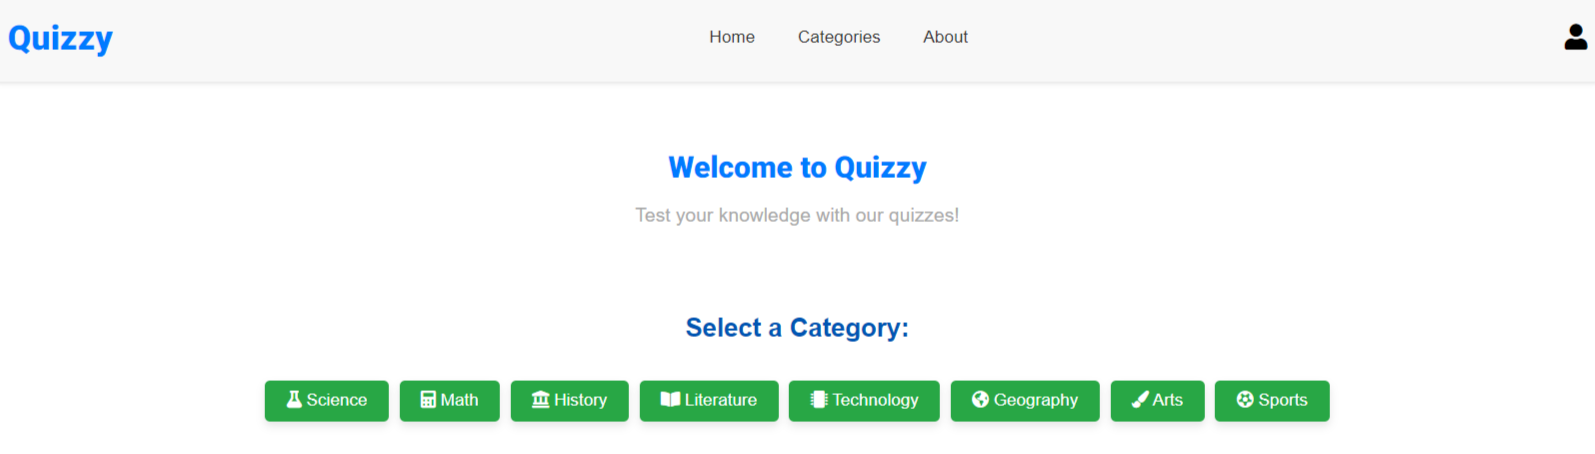 Quizzy Home Categories About
Welcome to Quizzy
Test your knowledge with our quizzes!
Select a Category:
Science Math History Literature Technology Geography Arts Sports